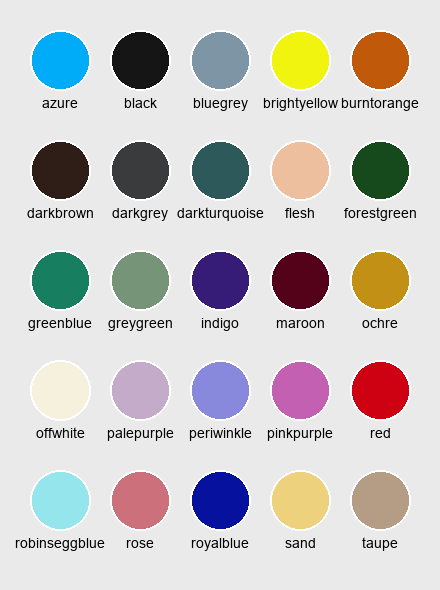 azure black bluegrey brightyellow burntorange
darkbrown darkgrey darkturquoise flesh forestgreen
greenblue greygreen indigo maroon ochre
offwhite palepurple periwinkle pinkpurple red
robinseggblue rose royalblue sand taupe